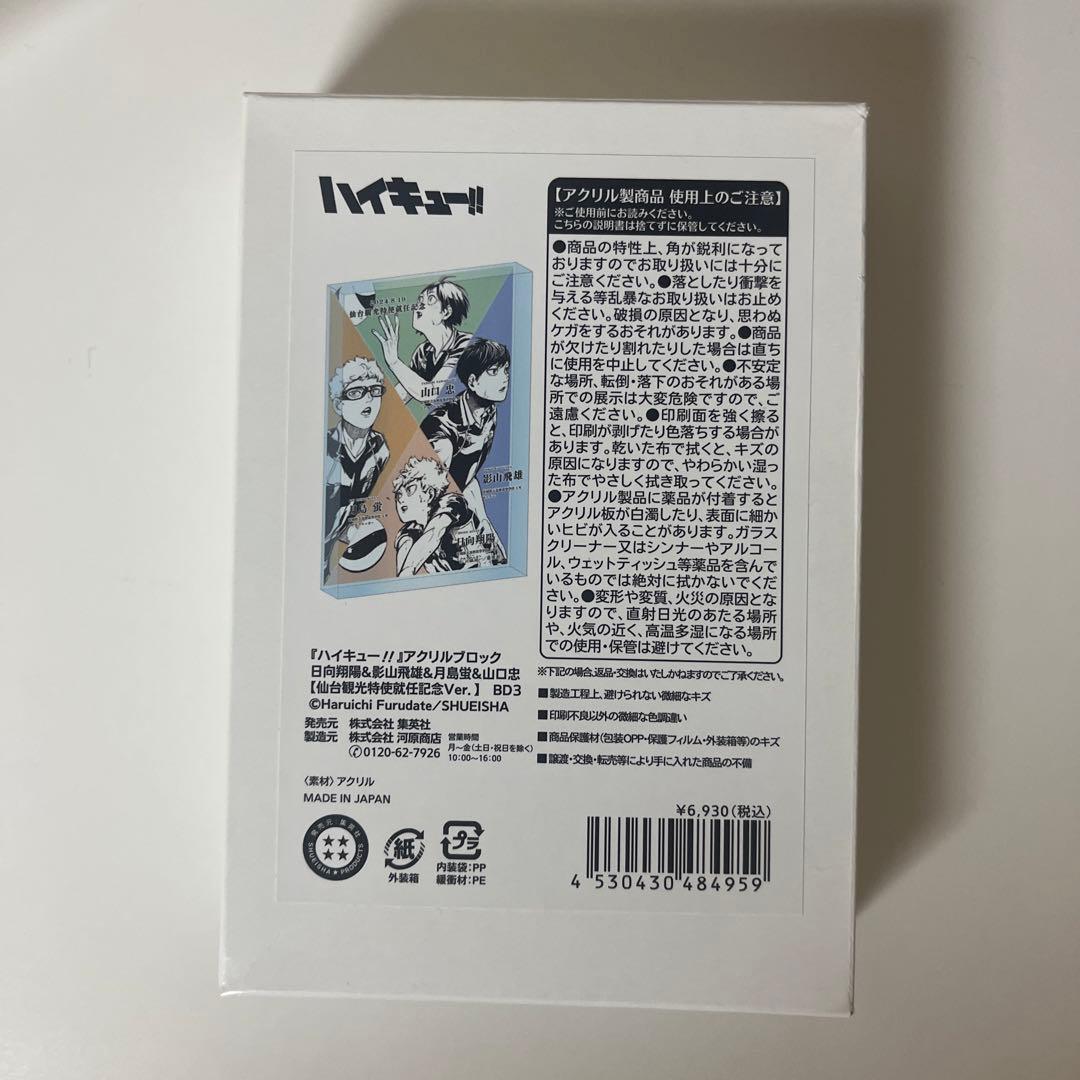 ハイキュー!!
2024.8.19
仙台観光特使就任記念
山口 忠
影山飛雄
島 蛍
日向翔陽
『ハイキュー!!』アクリルブロック
日向翔陽&影山飛雄&月島蛍&山口忠
【仙台観光特使就任記念Ver.】 BD3
©Haruichi Furudate/SHUEISHA
発売元 株式会社 集英社
製造元 株式会社 河原商店
0120-62-7926
営業時間
月～金(土日・祝日を除く)
10:00～16:00
〈素材〉アクリル
MADE IN JAPAN
発売元:集英社
SHUEISHA★PRODUCTS
紙
外装箱
プラ
内装袋:PP
緩衝材:PE
【アクリル製商品 使用上のご注意】
※ご使用前にお読みください。
こちらの説明書は捨てずに保管してください。
●商品の特性上、角が鋭利になって
おりますのでお取り扱いには十分に
ご注意ください。●落としたり衝撃を
与える等乱暴なお取り扱いはお止め
ください。破損の原因となり、思わぬ
ケガをするおそれがあります。●商品
が欠けたり割れたりした場合は直ち
に使用を中止してください。●不安定
な場所、転倒・落下のおそれがある場
所での展示は大変危険ですので、ご
遠慮ください。●印刷面を強く擦る
と、印刷が剥げたり色落ちする場合が
あります。乾いた布で拭くと、キズの
原因になりますので、やわらかい湿っ
た布でやさしく拭き取ってください。
●アクリル製品に薬品が付着すると
アクリル板が白濁したり、表面に細か
いヒビが入ることがあります。ガラス
クリーナー又はシンナーやアルコー
ル、ウェットティッシュ等薬品を含んで
いるものでは絶対に拭かないでくだ
さい。●変形や変質、火災の原因とな
りますので、直射日光のあたる場所
や、火気の近く、高温多湿になる場所
での使用・保管は避けてください。
※下記の場合、返品・交換はいたしかねますのでご了承ください。
■製造工程上、避けられない微細なキズ
■印刷不良以外の微細な色調違い
■商品保護材(包装OPP・保護フィルム・外装箱等)のキズ
■譲渡・交換・転売等により手に入れた商品の不備
¥6,930(税込)
4 530430 484959